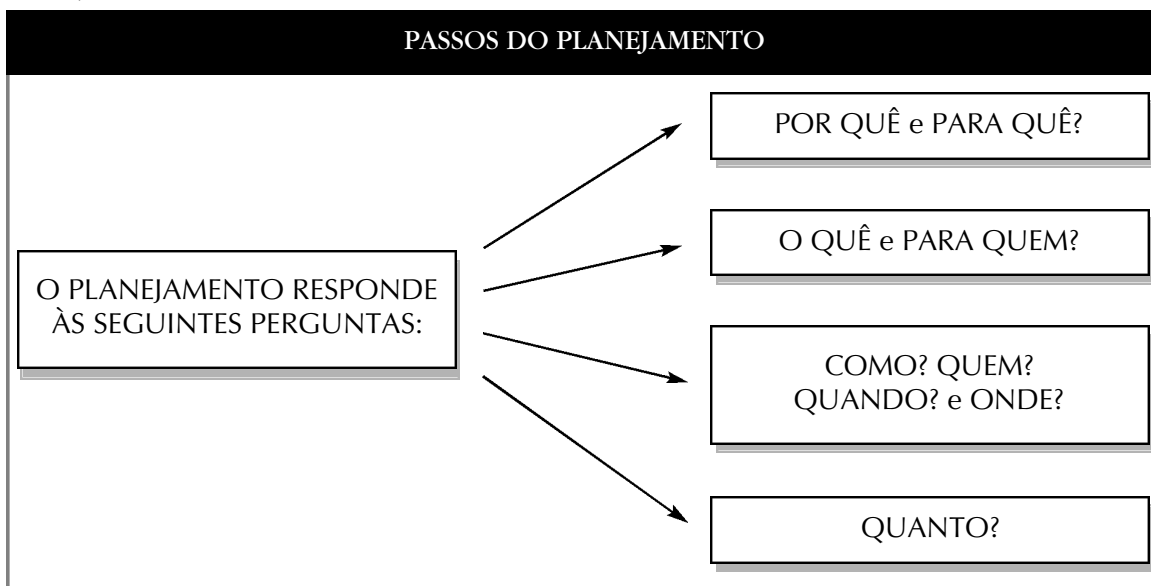 PASSOS DO PLANEJAMENTO
O PLANEJAMENTO RESPONDE
ÀS SEGUINTES PERGUNTAS:
POR QUÊ e PARA QUÊ?
O QUÊ e PARA QUEM?
COMO? QUEM?
QUANDO? e ONDE?
QUANTO?